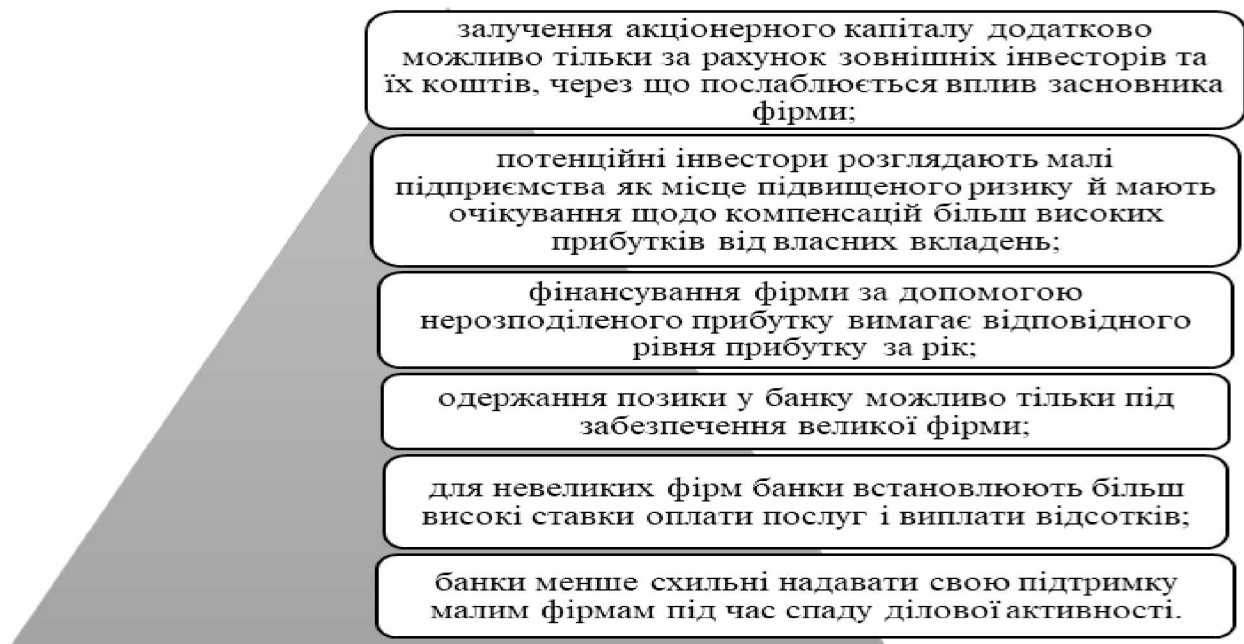 залучення акціонерного капіталу додатково
можливо тільки за рахунок зовнішніх інвесторів та
їх коштів, через що послаблюється вплив засновника
фірми;
потенційні інвестори розглядають малі
підприємства як місце підвищеного ризику й мають
очікування щодо компенсацій більш високих
прибутків від власних вкладень;
фінансування фірми за допомогою
нерозподіленого прибутку вимагає відповідного
рівня прибутку за рік;
одержання позики у банку можливо тільки під
забезпечення великої фірми;
для невеликих фірм банки встановлюють більш
високі ставки оплати послуг і виплати відсотків;
банки менше схильні надавати свою підтримку
малим фірмам під час спаду ділової активності.